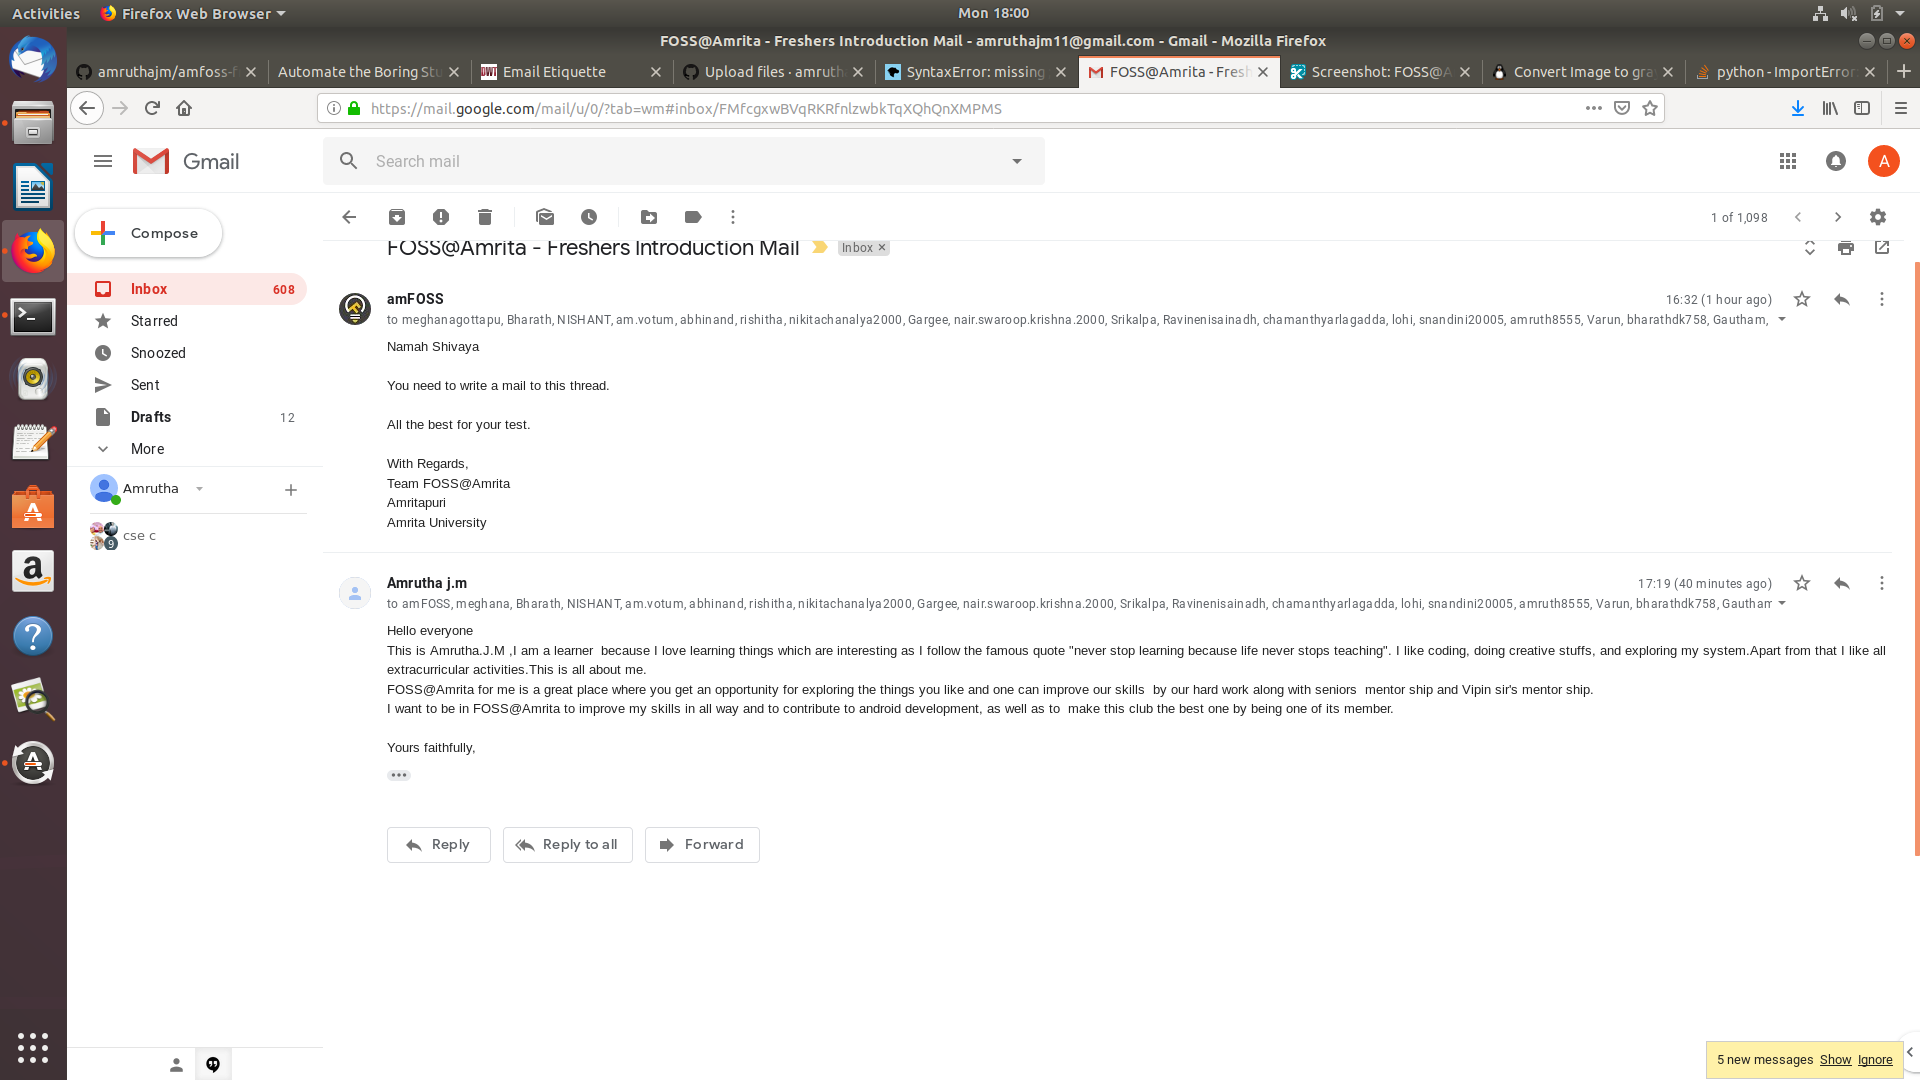 Activities
Firefox Web Browser
Mon 18:00
FOSS@Amrita - Freshers Introduction Mail - amruthajm11@gmail.com - Gmail - Mozilla Firefox
amruthajm/amfoss-f
Automate the Boring Stu
DWT Email Etiquette
Upload files · amruth
SyntaxError: missing
FOSS@Amrita - Fresh
Screenshot: FOSS@A
Convert Image to gra
python - ImportError
https://mail.google.com/mail/u/0/?tab=wm#inbox/FMfcgxwBVqRKRfnlzwbkTqXQhQnXMPMS
Gmail
Search mail
A
Compose
1 of 1,098
FOSS@Amrita - Freshers Introduction Mail
Inbox ×
Inbox 608
Starred
Snoozed
Sent
Drafts 12
More
Amrutha
cse c
9
amFOSS
16:32 (1 hour ago)
to meghanagottapu, Bharath, NISHANT, am.votum, abhinand, rishitha, nikitachanalya2000, Gargee, nair.swaroop.krishna.2000, Srikalpa, Ravinenisainadh, chamanthyarlagadda, lohi, snandini20005, amruth8555, Varun, bharathdk758, Gautham,
Namah Shivaya
You need to write a mail to this thread.
All the best for your test.
With Regards,
Team FOSS@Amrita
Amritapuri
Amrita University
Amrutha j.m
17:19 (40 minutes ago)
to amFOSS, meghana, Bharath, NISHANT, am.votum, abhinand, rishitha, nikitachanalya2000, Gargee, nair.swaroop.krishna.2000, Srikalpa, Ravinenisainadh, chamanthyarlagadda, lohi, snandini20005, amruth8555, Varun, bharathdk758, Gautham
Hello everyone
This is Amrutha.J.M ,I am a learner  because I love learning things which are interesting as I follow the famous quote "never stop learning because life never stops teaching". I like coding, doing creative stuffs, and exploring my system.Apart from that I like all
extracurricular activities.This is all about me.
FOSS@Amrita for me is a great place where you get an opportunity for exploring the things you like and one can improve our skills  by our hard work along with seniors  mentor ship and Vipin sir's mentor ship.
I want to be in FOSS@Amrita to improve my skills in all way and to contribute to android development, as well as to  make this club the best one by being one of its member.
Yours faithfully,
Reply
Reply to all
Forward
5 new messages Show Ignore